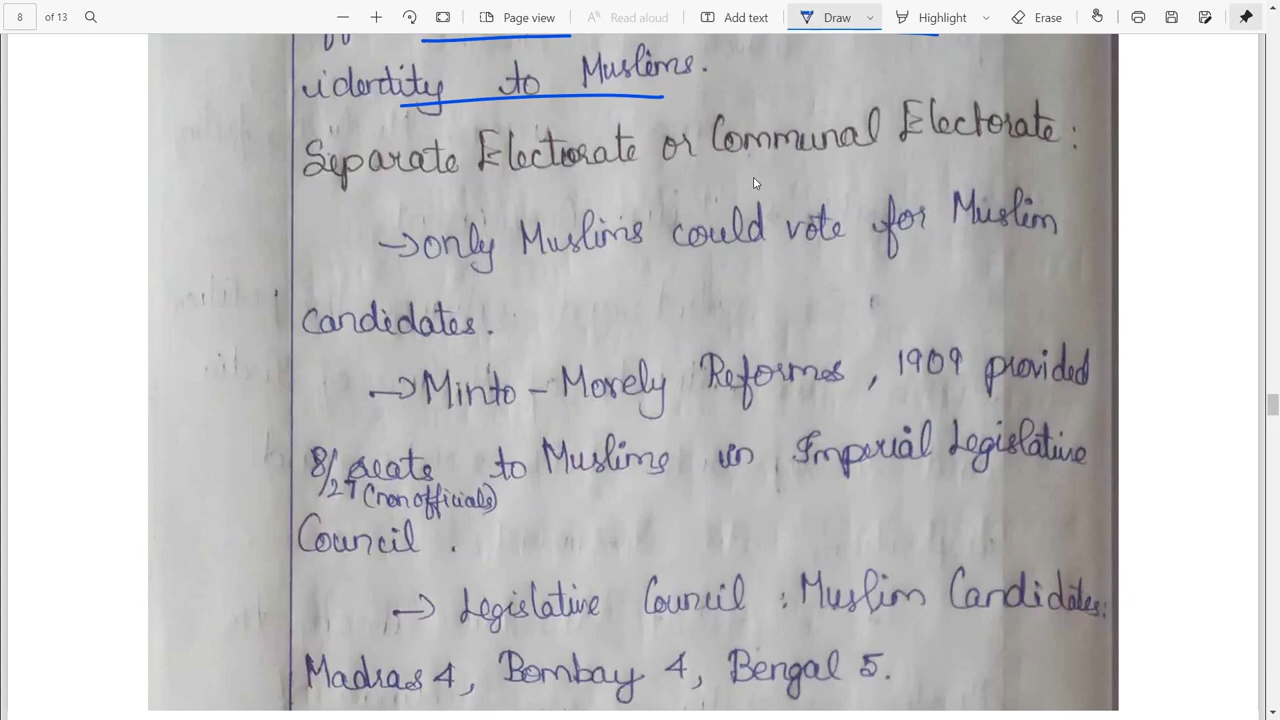 8 of 13 Page view Read aloud Add text Draw Highlight Erase
identity to Muslims.
Separate Electorate or Communal Electorate:
→ only Muslims could vote for Muslim
candidates.
→ Minto - Morely Reformes, 1909 provided
8/27 seats to Muslims in Imperial Legislative
(non officials)
Council.
→ Legislative Council : Muslim Candidates:
Madras 4, Bombay 4, Bengal 5.